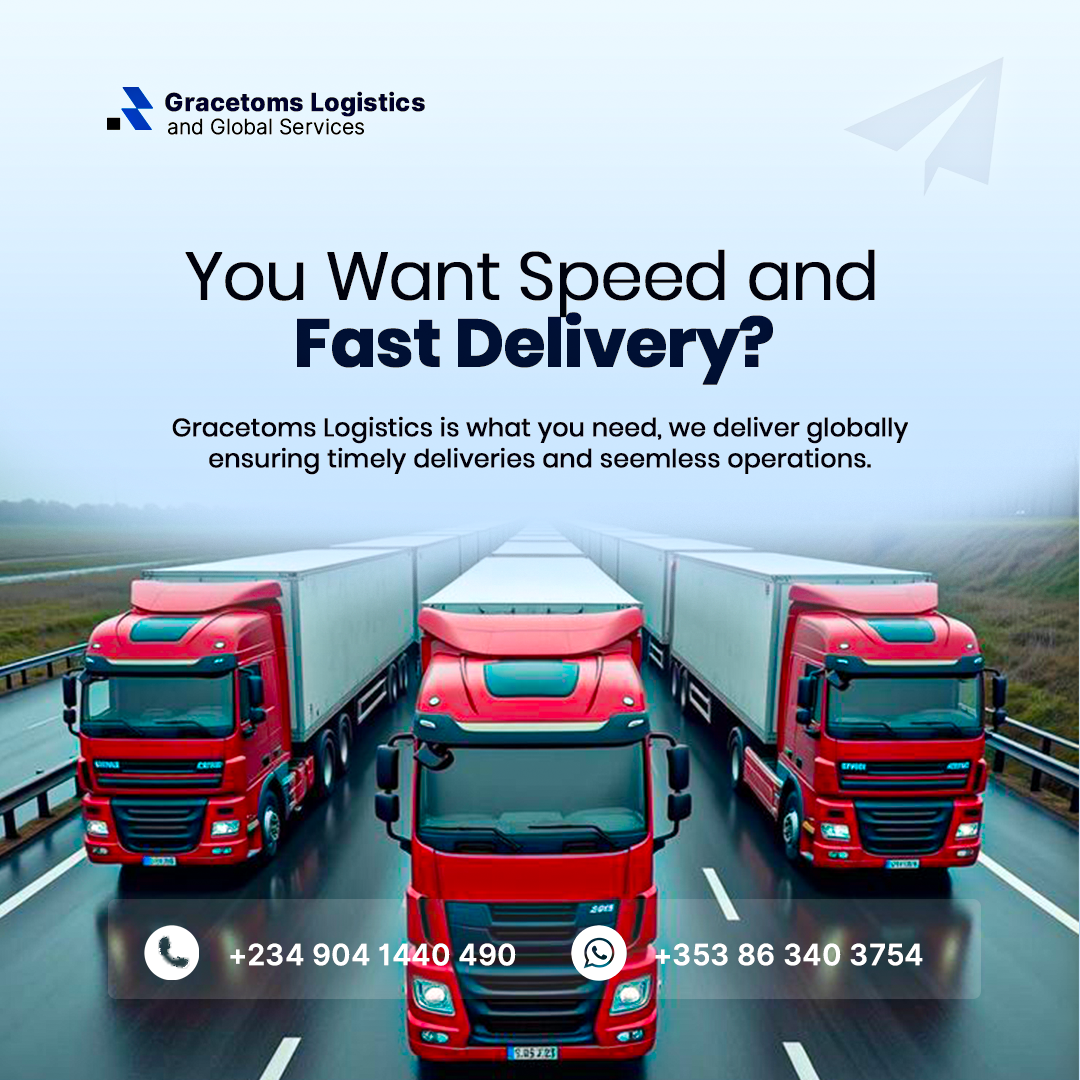 Gracetoms Logistics
and Global Services
You Want Speed and
Fast Delivery?
Gracetoms Logistics is what you need, we deliver globally
ensuring timely deliveries and seemless operations.
+234 904 1440 490
+353 86 340 3754